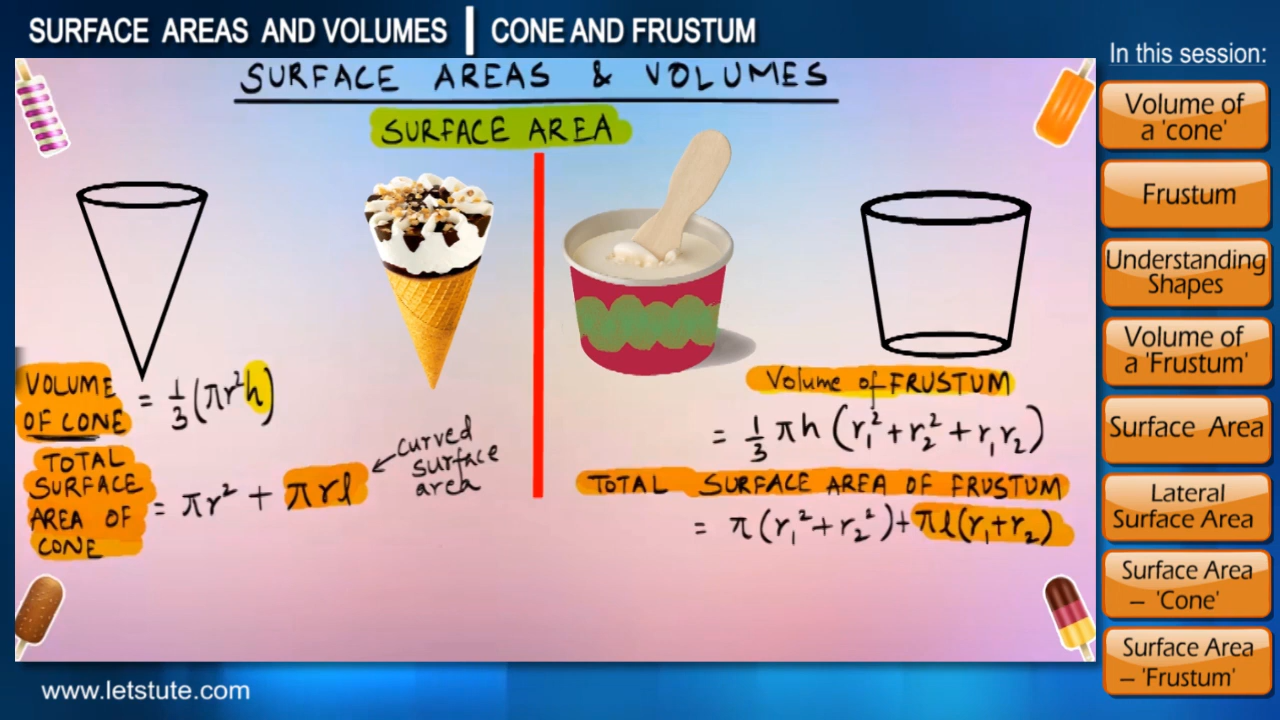 SURFACE AREAS AND VOLUMES | CONE AND FRUSTUM
SURFACE AREAS & VOLUMES
SURFACE AREA
VOLUME
OF CONE
= 1/3 (πr²h)
TOTAL
SURFACE
AREA OF
CONE
= πr² + πrl
curved
surface
area
Volume of FRUSTUM
= 1/3 πh (r₁² + r₂² + r₁r₂)
TOTAL SURFACE AREA OF FRUSTUM
= π(r₁² + r₂²) + πl(r₁+r₂)
In this session:
Volume of
a 'cone'
Frustum
Understanding
Shapes
Volume of
a 'Frustum'
Surface Area
Lateral
Surface Area
Surface Area
– 'Cone'
Surface Area
– 'Frustum'
www.letstute.com